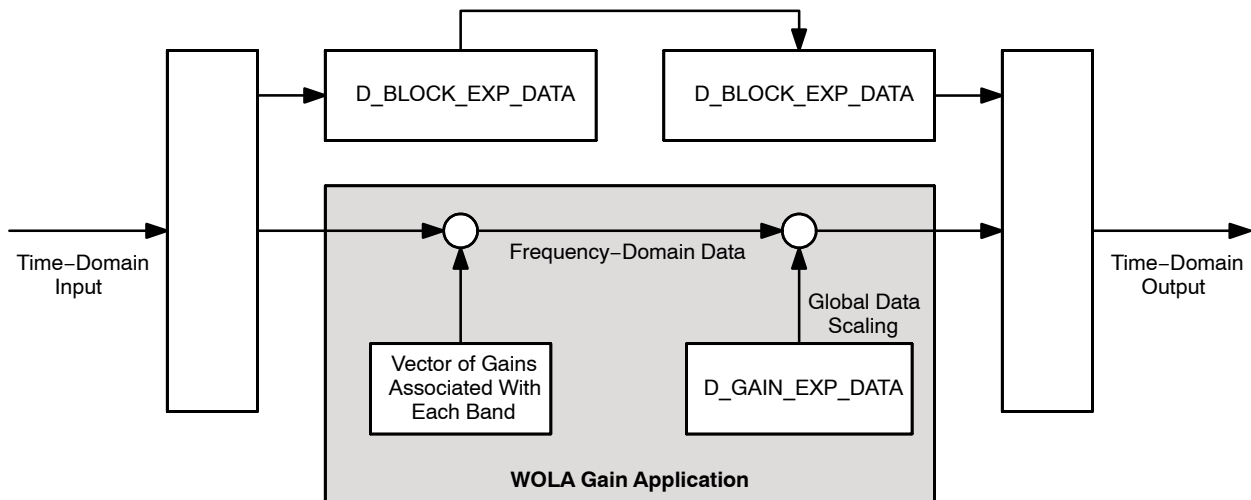 D_BLOCK_EXP_DATA
D_BLOCK_EXP_DATA
Time−Domain
Input
Frequency−Domain Data
Time−Domain
Output
Global Data
Scaling
Vector of Gains
Associated With
Each Band
D_GAIN_EXP_DATA
WOLA Gain Application